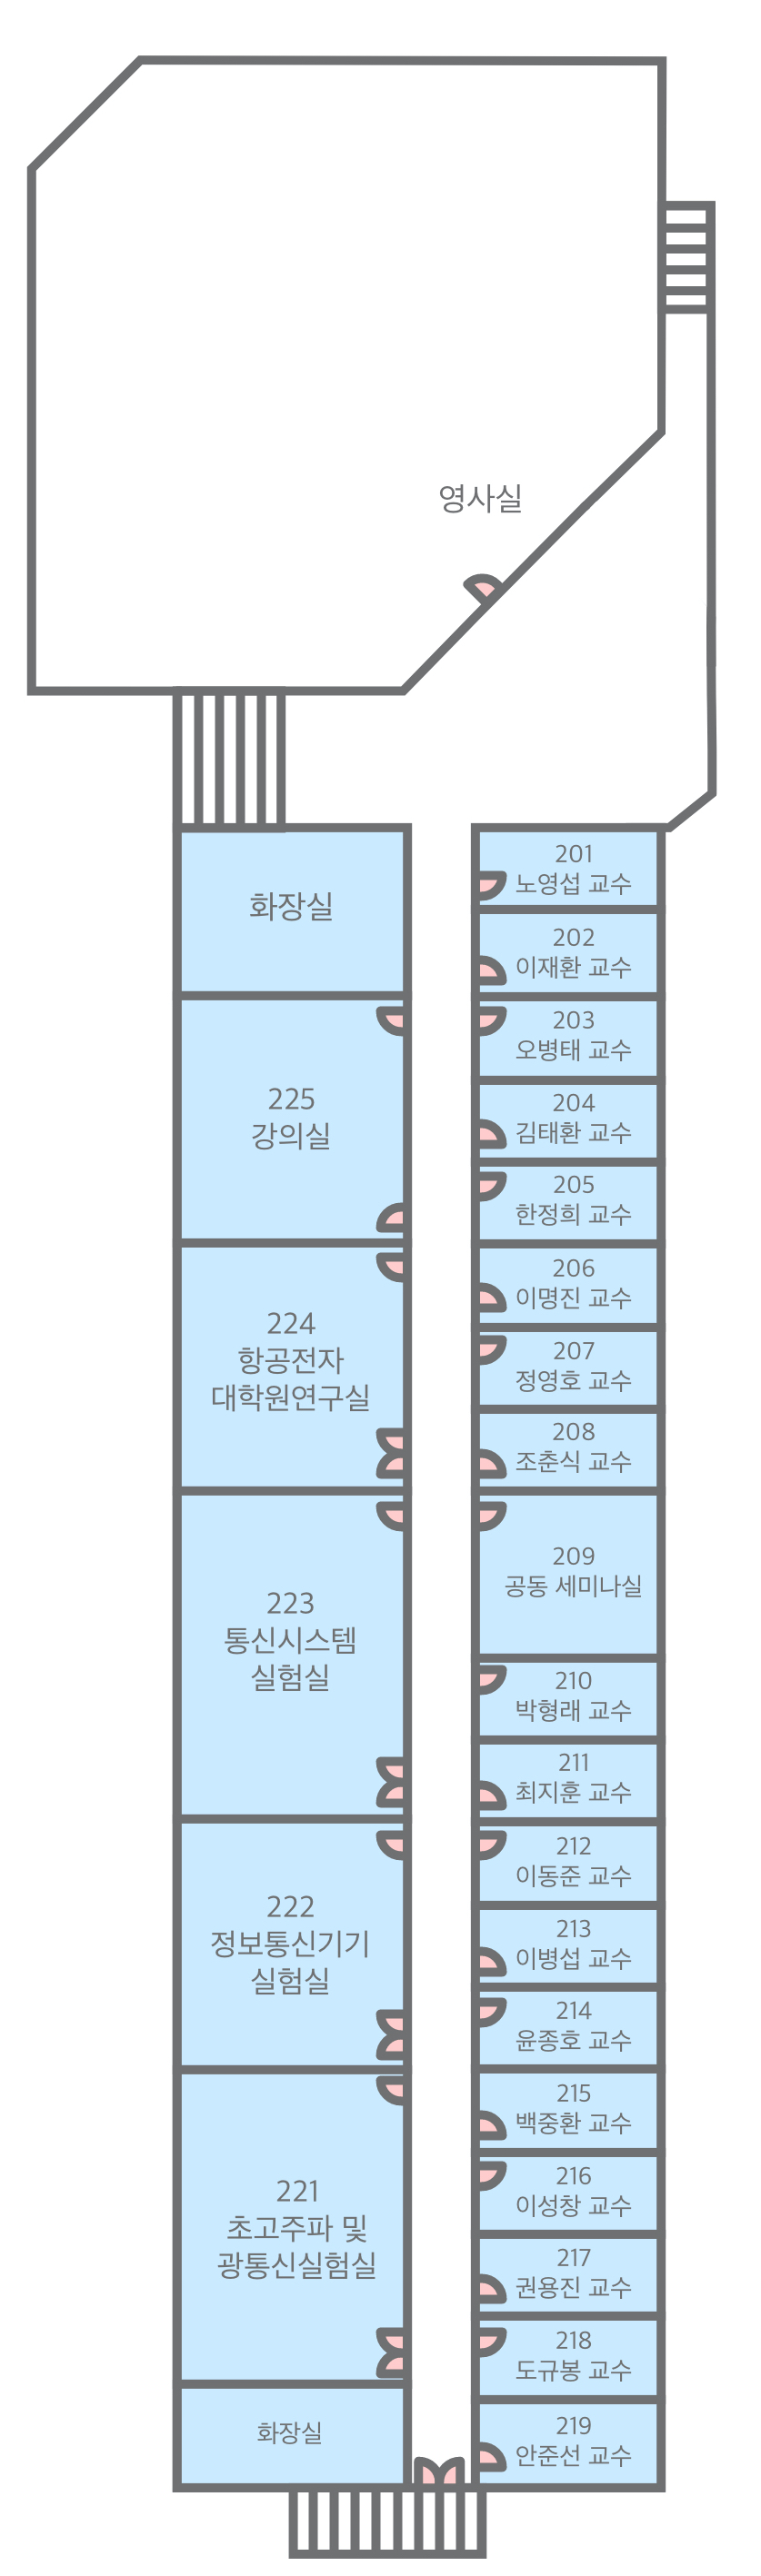 영사실
화장실
225
강의실
224
항공전자
대학원연구실
223
통신시스템
실험실
222
정보통신기기
실험실
221
초고주파 및
광통신실험실
화장실
201
노영섭 교수
202
이재환 교수
203
오병태 교수
204
김태환 교수
205
한정희 교수
206
이명진 교수
207
정영호 교수
208
조춘식 교수
209
공동 세미나실
210
박형래 교수
211
최지훈 교수
212
이동준 교수
213
이병섭 교수
214
윤종호 교수
215
백중환 교수
216
이성창 교수
217
권용진 교수
218
도규봉 교수
219
안준선 교수